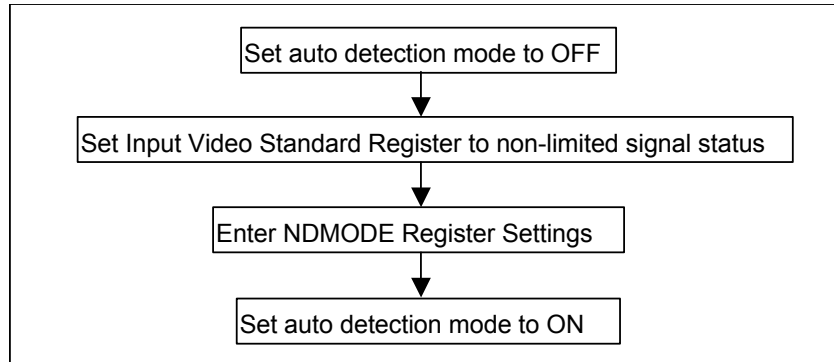 Set auto detection mode to OFF
Set Input Video Standard Register to non-limited signal status
Enter NDMODE Register Settings
Set auto detection mode to ON